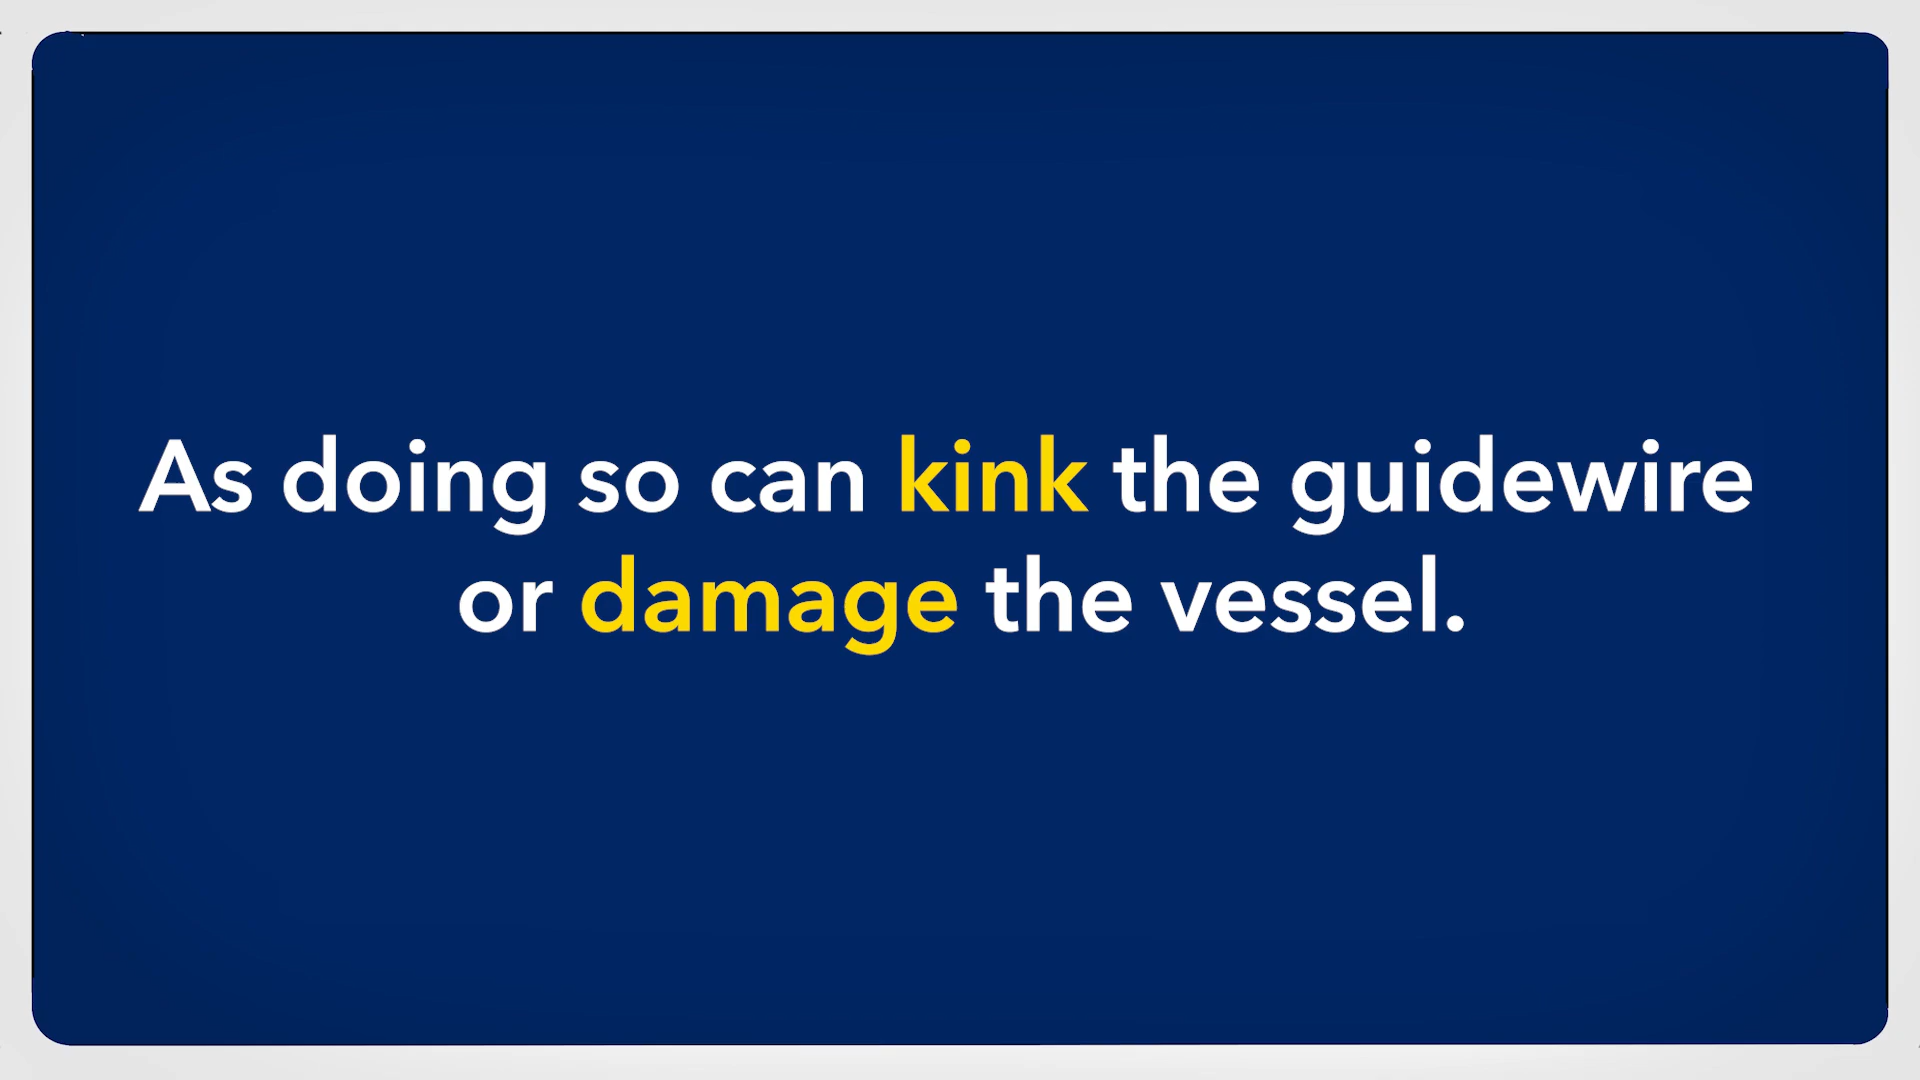 As doing so can kink the guidewire
or damage the vessel.